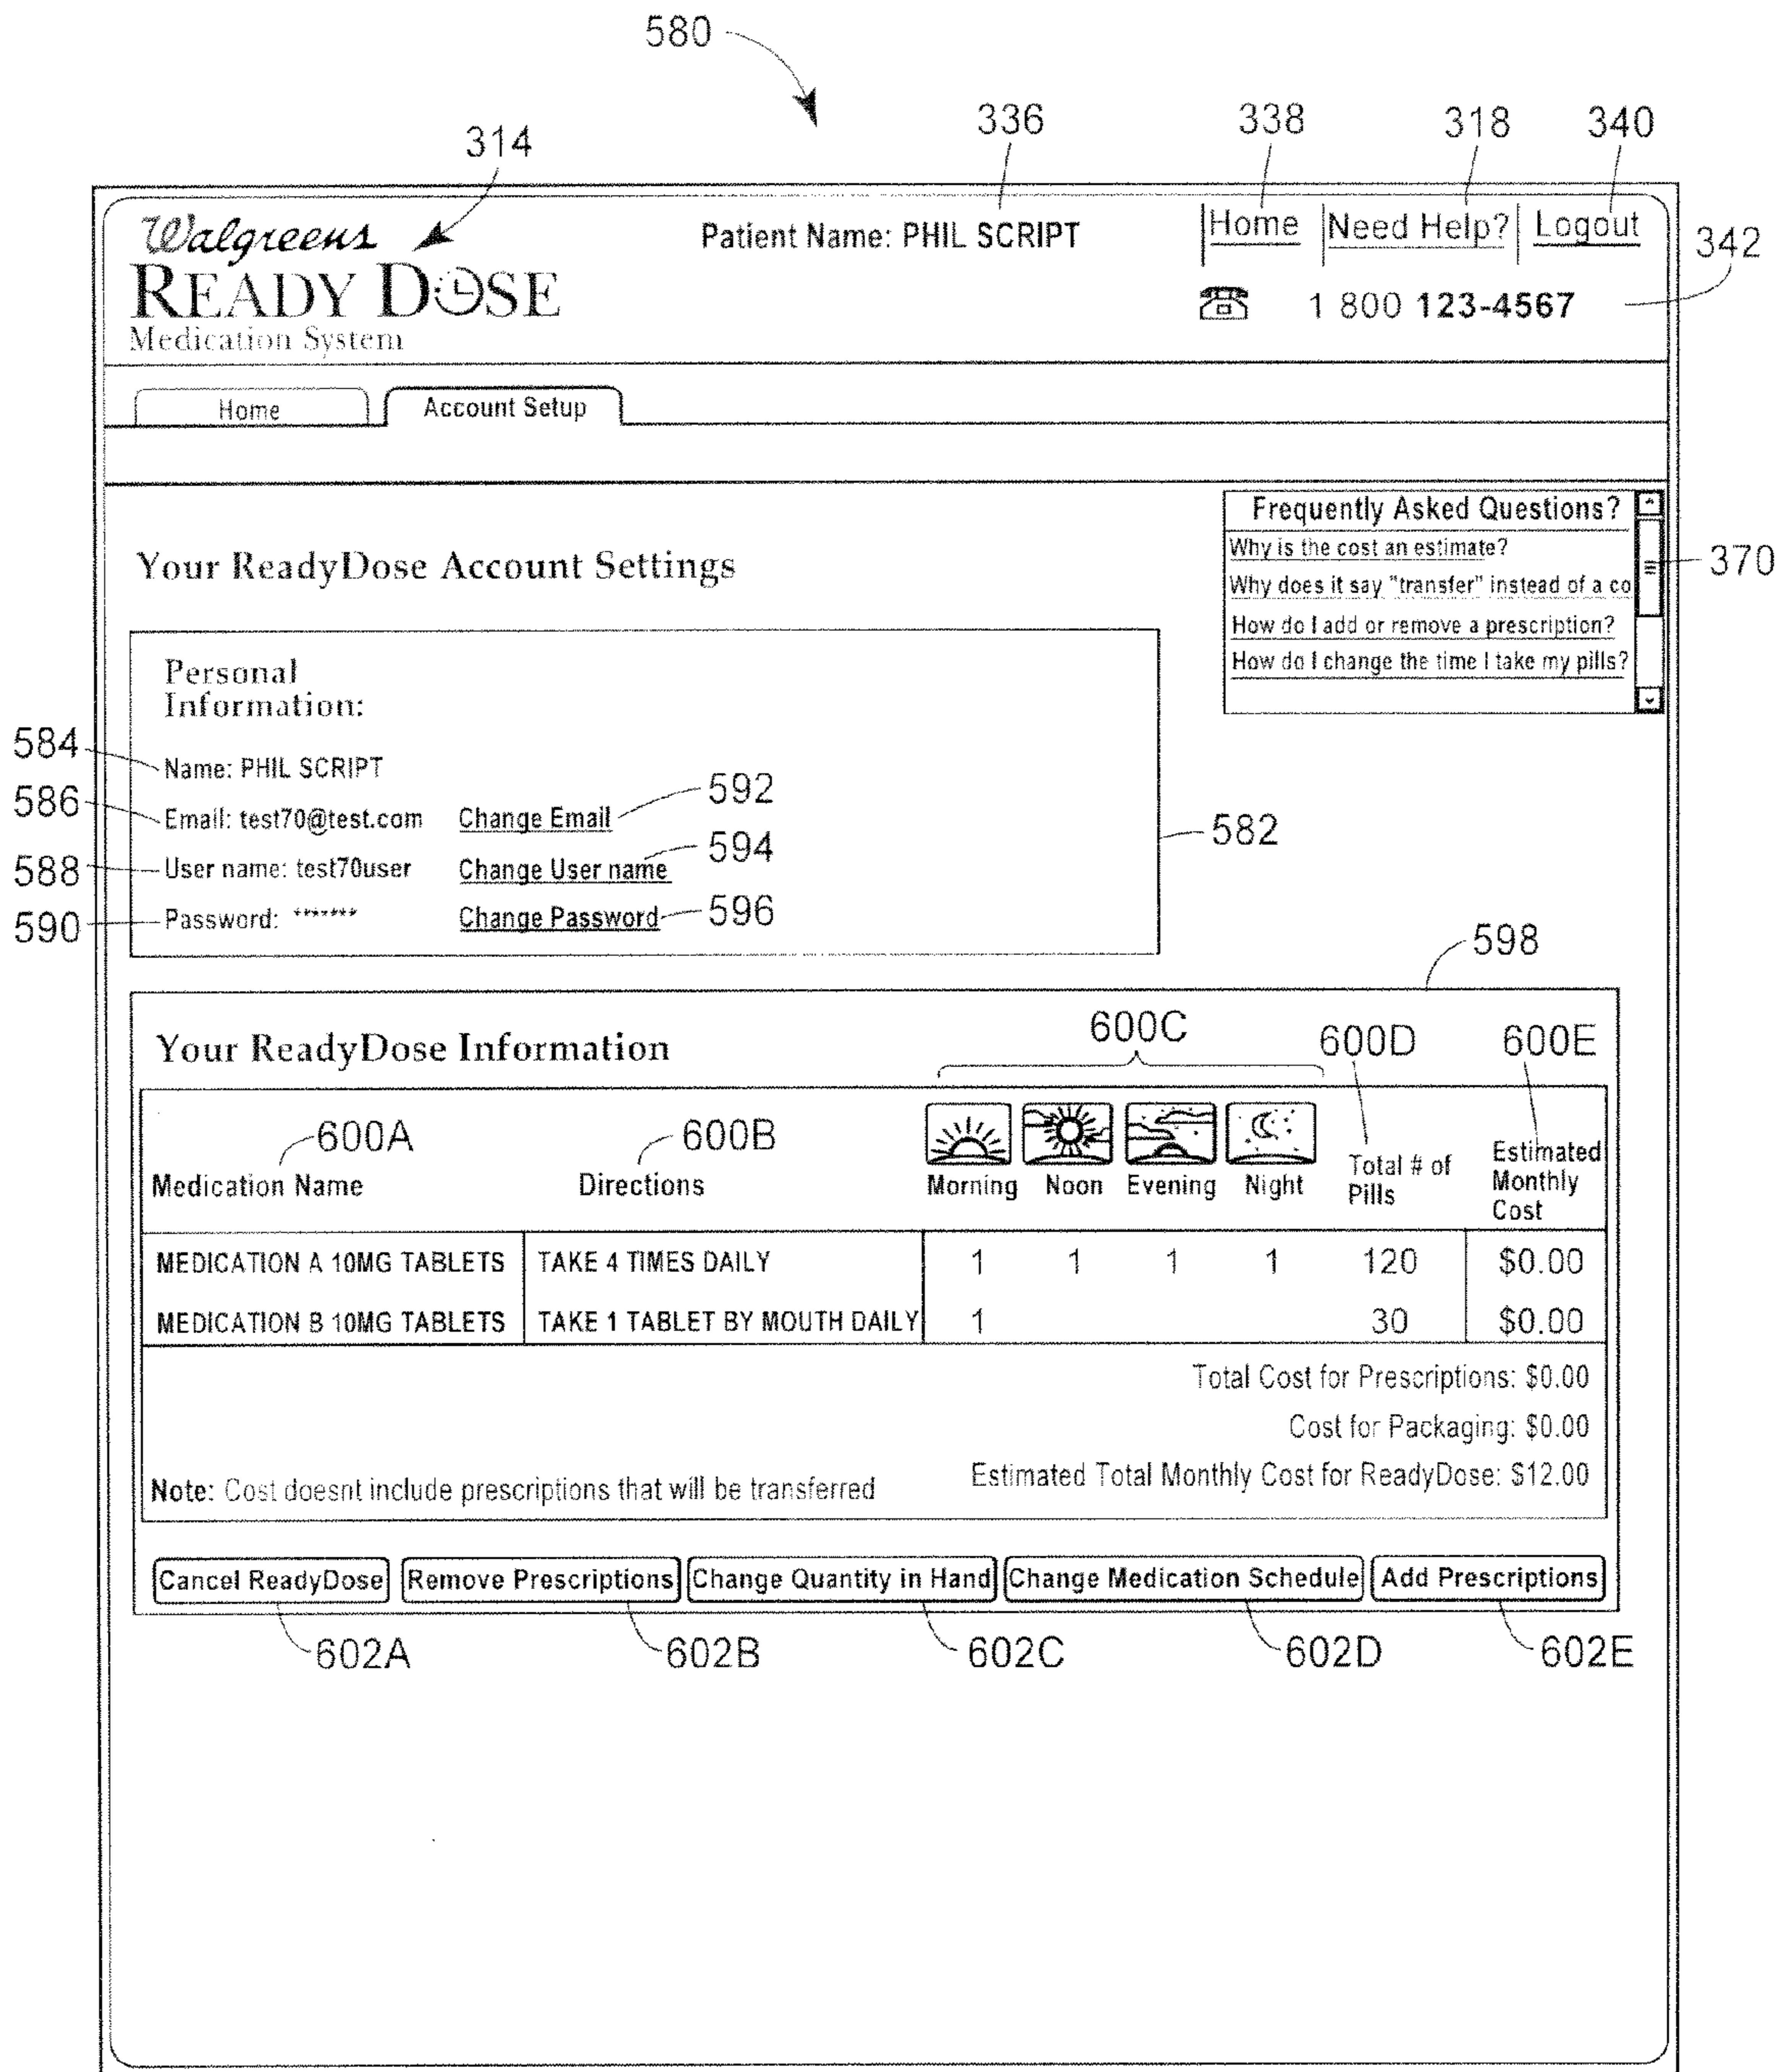 580
314
336
338
318
340
Walgreens
READY DOSE
Medication System
Patient Name: PHIL SCRIPT
Home
Need Help?
Logout
1 800 123-4567
342
Home
Account Setup
Your ReadyDose Account Settings
Frequently Asked Questions?
Why is the cost an estimate?
Why does it say "transfer" instead of a co
How do I add or remove a prescription?
How do I change the time I take my pills?
370
Personal
Information:
584
Name: PHIL SCRIPT
586
Email: test70@test.com
Change Email
592
588
User name: test70user
Change User name
594
590
Password: *******
Change Password
596
582
598
Your ReadyDose Information
600C
600D
600E
600A
600B
Medication Name
Directions
Morning
Noon
Evening
Night
Total # of
Pills
Estimated
Monthly
Cost
MEDICATION A 10MG TABLETS TAKE 4 TIMES DAILY 1 1 1 1 120 $0.00
MEDICATION B 10MG TABLETS TAKE 1 TABLET BY MOUTH DAILY 1 30 $0.00
Total Cost for Prescriptions: $0.00
Cost for Packaging: $0.00
Estimated Total Monthly Cost for ReadyDose: $12.00
Note: Cost doesnt include prescriptions that will be transferred
Cancel ReadyDose
Remove Prescriptions
Change Quantity in Hand
Change Medication Schedule
Add Prescriptions
602A
602B
602C
602D
602E